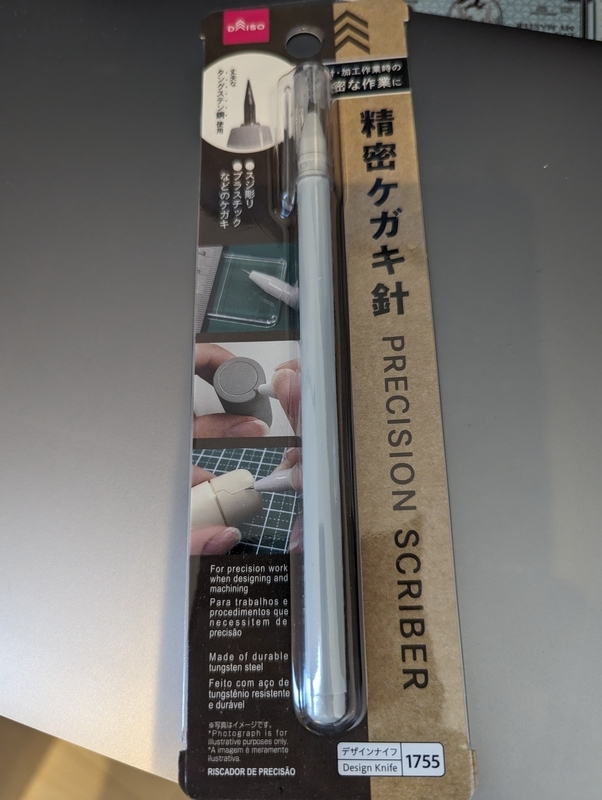 DAISO
計・加工作業時の
密な作業に
丈夫な
タングステン鋼
使用
●スジ彫り
●プラスチック
などのケガキ
精密ケガキ針 PRECISION SCRIBER
For precision work
when designing and
machining
Para trabalhos e
procedimentos que
necessitem de
precisão
Made of durable
tungsten steel
Feito com aço de
tungstênio resistente
e durável
※写真はイメージです。
*Photograph is for
illustrative purposes only.
*A imagem é meramente
ilustrativa.
RISCADOR DE PRECISÃO
デザインナイフ
Design Knife
1755